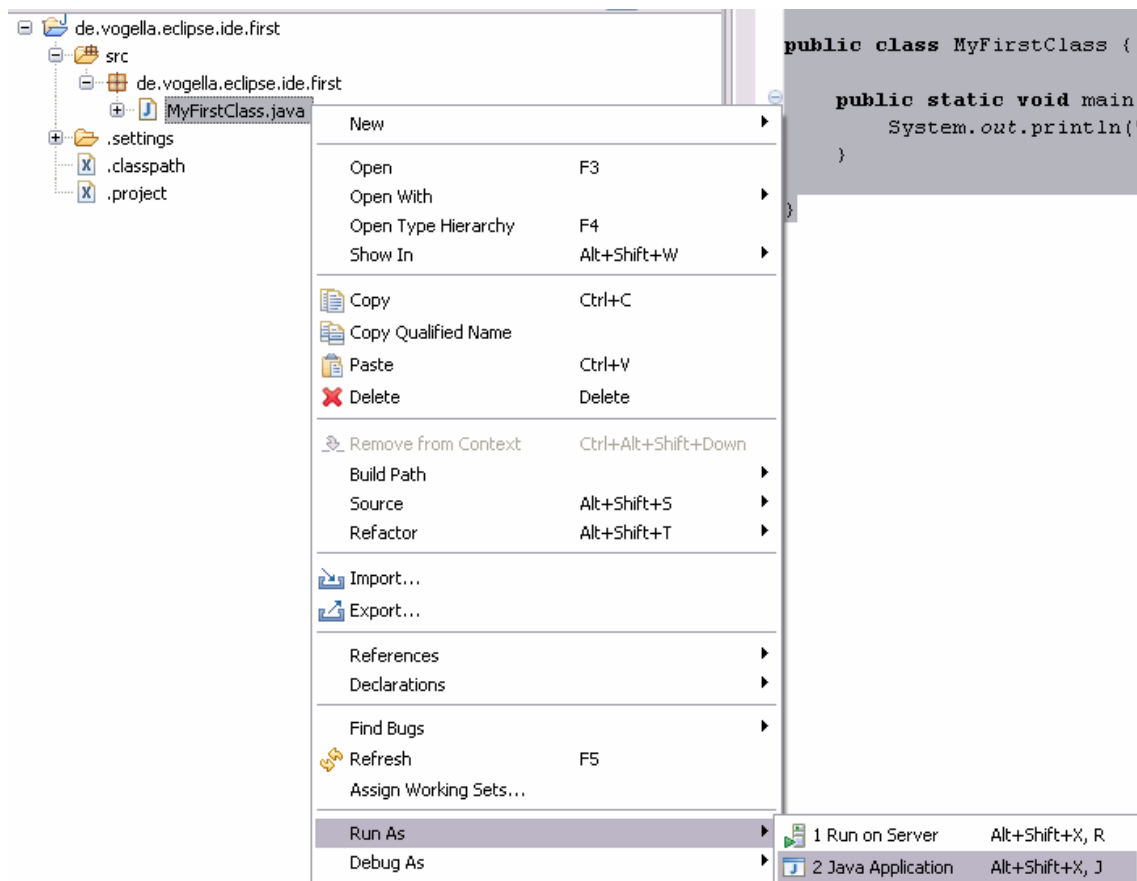 de.vogella.eclipse.ide.first
src
de.vogella.eclipse.ide.first
MyFirstClass.java
.settings
.classpath
.project
New
Open F3
Open With
Open Type Hierarchy F4
Show In Alt+Shift+W
Copy Ctrl+C
Copy Qualified Name
Paste Ctrl+V
Delete Delete
Remove from Context Ctrl+Alt+Shift+Down
Build Path
Source Alt+Shift+S
Refactor Alt+Shift+T
Import...
Export...
References
Declarations
Find Bugs
Refresh F5
Assign Working Sets...
Run As
Debug As
1 Run on Server Alt+Shift+X, R
2 Java Application Alt+Shift+X, J
public class MyFirstClass {
public static void main
System.out.println(
}
}